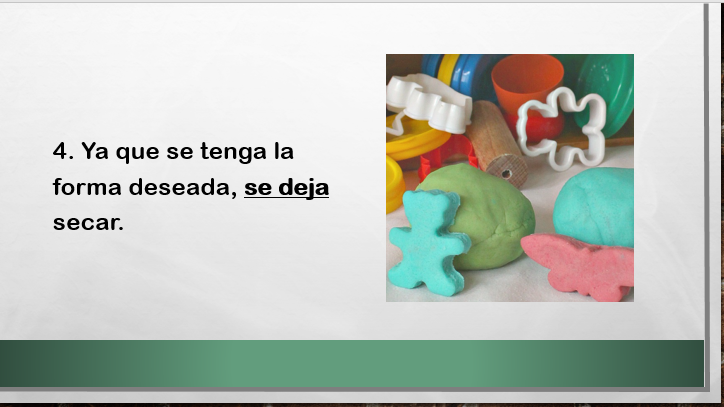 4. Ya que se tenga la
forma deseada, se deja
secar.